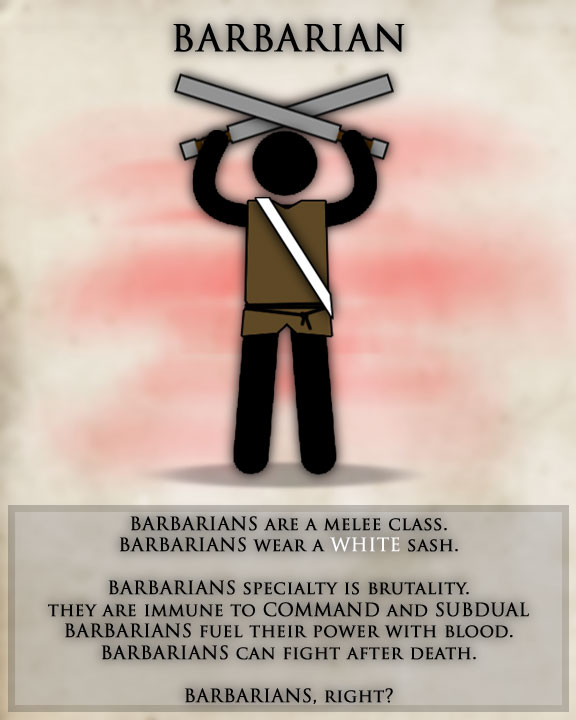 BARBARIAN
BARBARIANS ARE A MELEE CLASS.
BARBARIANS WEAR A WHITE SASH.
BARBARIANS SPECIALTY IS BRUTALITY.
THEY ARE IMMUNE TO COMMAND AND SUBDUAL
BARBARIANS FUEL THEIR POWER WITH BLOOD.
BARBARIANS CAN FIGHT AFTER DEATH.
BARBARIANS, RIGHT?